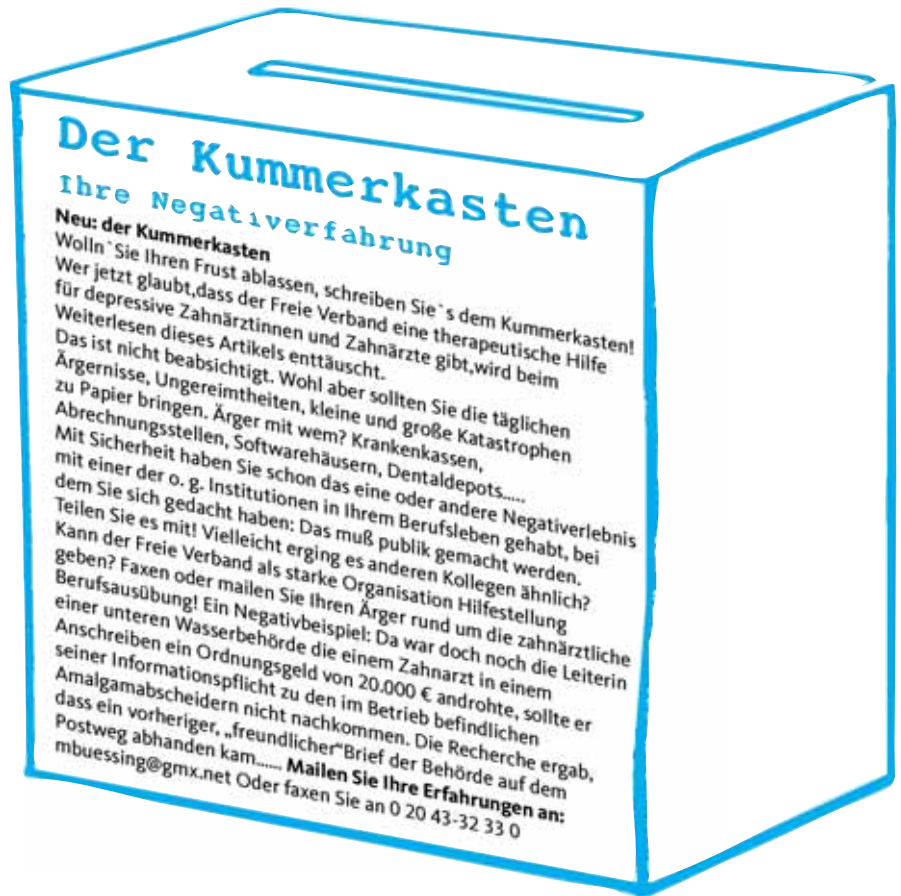 Der Kummerkasten
Ihre Negativerfahrung
Neu: der Kummerkasten
Wolln`Sie Ihren Frust ablassen, schreiben Sie`s dem Kummerkasten!
Wer jetzt glaubt,dass der Freie Verband eine therapeutische Hilfe
für depressive Zahnärztinnen und Zahnärzte gibt,wird beim
Weiterlesen dieses Artikels enttäuscht.
Das ist nicht beabsichtigt. Wohl aber sollten Sie die täglichen
Ärgernisse, Ungereimtheiten, kleine und große Katastrophen
zu Papier bringen. Ärger mit wem? Krankenkassen,
Abrechnungsstellen, Softwarehäusern, Dentaldepots.....
Mit Sicherheit haben Sie schon das eine oder andere Negativerlebnis
mit einer der o. g. Institutionen in Ihrem Berufsleben gehabt, bei
dem Sie sich gedacht haben: Das muß publik gemacht werden.
Teilen Sie es mit! Vielleicht erging es anderen Kollegen ähnlich?
Kann der Freie Verband als starke Organisation Hilfestellung
geben? Faxen oder mailen Sie Ihren Ärger rund um die zahnärztliche
Berufsausübung! Ein Negativbeispiel: Da war doch noch die Leiterin
einer unteren Wasserbehörde die einem Zahnarzt in einem
Anschreiben ein Ordnungsgeld von 20.000 € androhte, sollte er
seiner Informationspflicht zu den im Betrieb befindlichen
Amalgamabscheidern nicht nachkommen. Die Recherche ergab,
dass ein vorheriger, „freundlicher"Brief der Behörde auf dem
Postweg abhanden kam...... Mailen Sie Ihre Erfahrungen an:
mbuessing@gmx.net Oder faxen Sie an 0 20 43-32 33 0